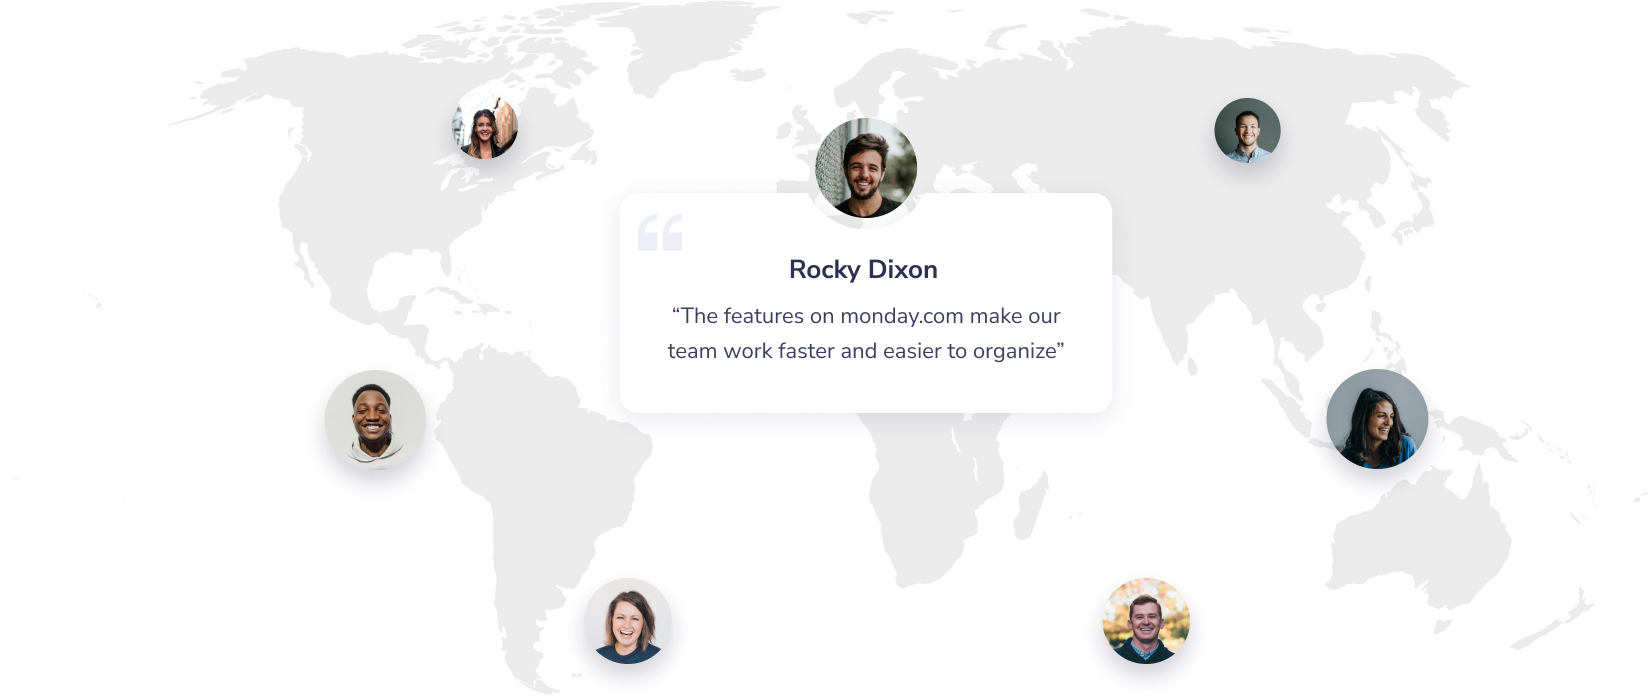 Rocky Dixon
“The features on monday.com make our
team work faster and easier to organize”